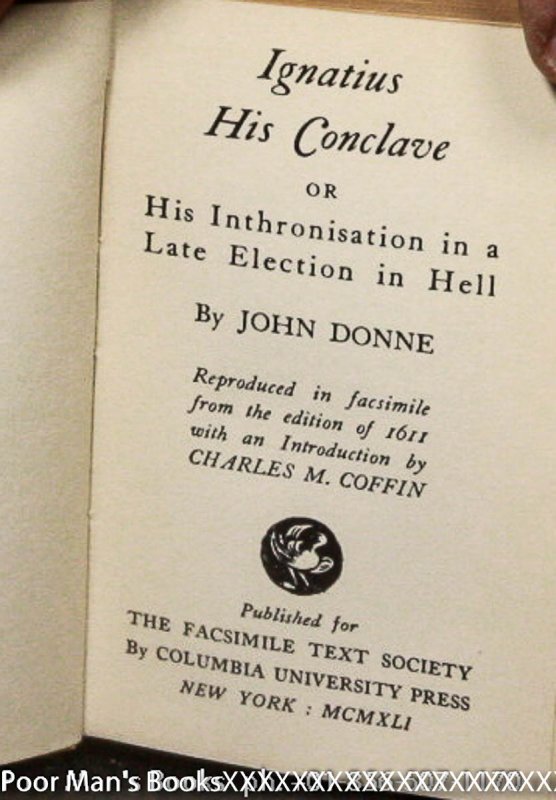 Ignatius
His Conclave
OR
His Inthronisation in a
Late Election in Hell
By JOHN DONNE
Reproduced in facsimile
from the edition of 1611
with an Introduction by
CHARLES M. COFFIN
Published for
THE FACSIMILE TEXT SOCIETY
By COLUMBIA UNIVERSITY PRESS
NEW YORK : MCMXLI
Poor Man's Books